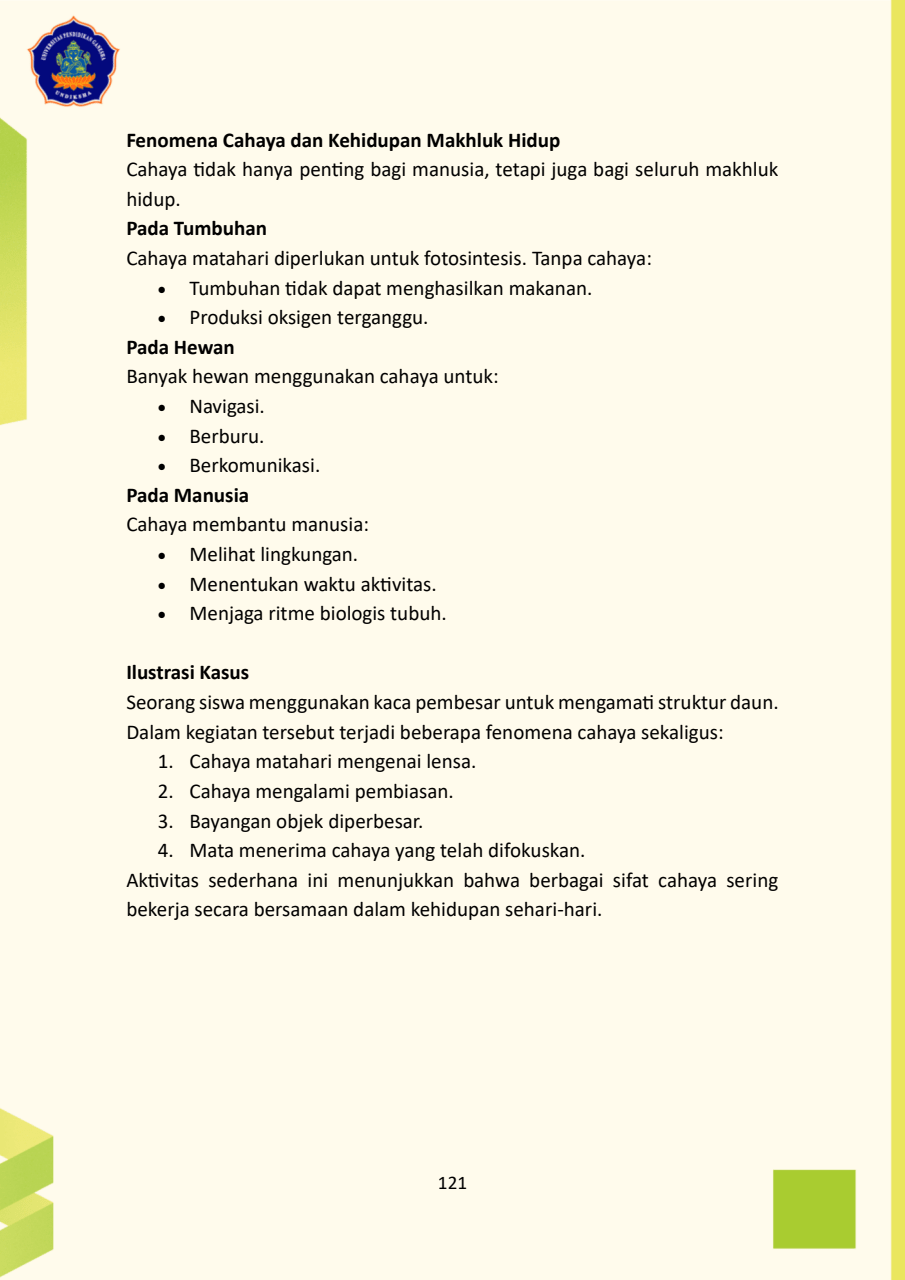 UNIVERSITAS PENDIDIKAN GANESHA
UNDIKSHA
Fenomena Cahaya dan Kehidupan Makhluk Hidup
Cahaya tidak hanya penting bagi manusia, tetapi juga bagi seluruh makhluk
hidup.
Pada Tumbuhan
Cahaya matahari diperlukan untuk fotosintesis. Tanpa cahaya:
• Tumbuhan tidak dapat menghasilkan makanan.
• Produksi oksigen terganggu.
Pada Hewan
Banyak hewan menggunakan cahaya untuk:
• Navigasi.
• Berburu.
• Berkomunikasi.
Pada Manusia
Cahaya membantu manusia:
• Melihat lingkungan.
• Menentukan waktu aktivitas.
• Menjaga ritme biologis tubuh.
Ilustrasi Kasus
Seorang siswa menggunakan kaca pembesar untuk mengamati struktur daun.
Dalam kegiatan tersebut terjadi beberapa fenomena cahaya sekaligus:
1. Cahaya matahari mengenai lensa.
2. Cahaya mengalami pembiasan.
3. Bayangan objek diperbesar.
4. Mata menerima cahaya yang telah difokuskan.
Aktivitas sederhana ini menunjukkan bahwa berbagai sifat cahaya sering
bekerja secara bersamaan dalam kehidupan sehari-hari.
121